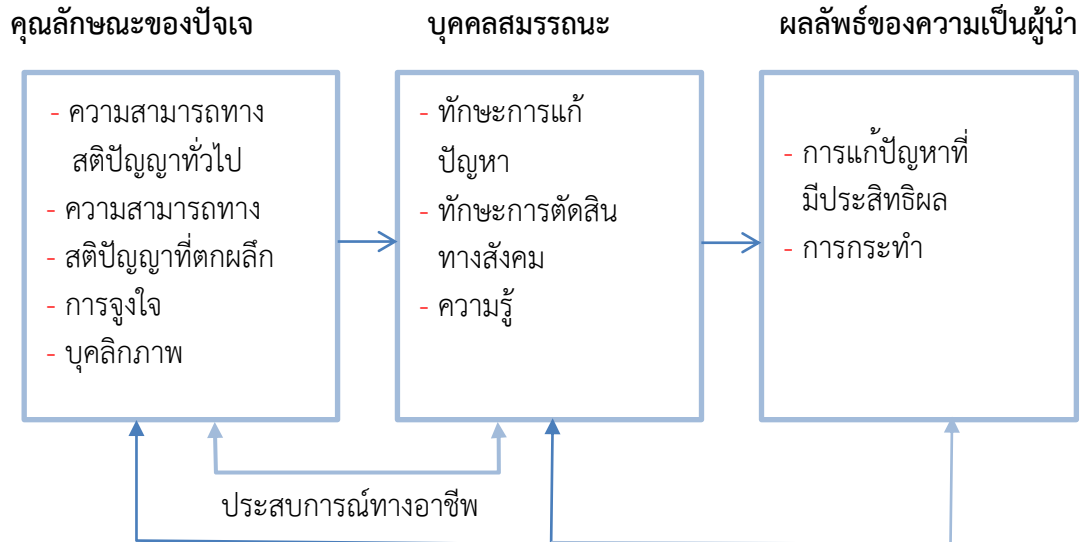 คุณลักษณะของปัจเจ
บุคคลสมรรถนะ
ผลลัพธ์ของความเป็นผู้นำ
- ความสามารถทาง
สติปัญญาทั่วไป
- ความสามารถทาง
- สติปัญญาที่ตกผลึก
- การจูงใจ
- บุคลิกภาพ
- ทักษะการแก้
ปัญหา
- ทักษะการตัดสิน
ทางสังคม
- ความรู้
- การแก้ปัญหาที่
มีประสิทธิผล
- การกระทำ
ประสบการณ์ทางอาชีพ